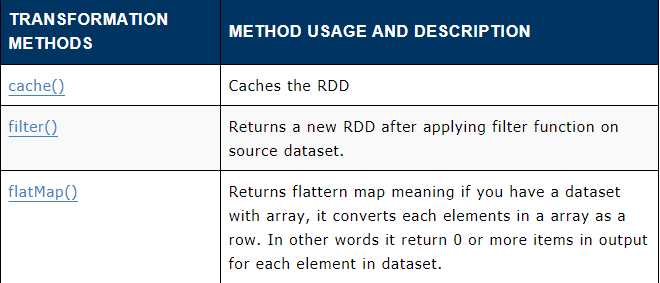 TRANSFORMATION
METHODS
METHOD USAGE AND DESCRIPTION
cache()
Caches the RDD
filter()
Returns a new RDD after applying filter function on
source dataset.
flatMap()
Returns flattern map meaning if you have a dataset
with array, it converts each elements in a array as a
row. In other words it return 0 or more items in output
for each element in dataset.